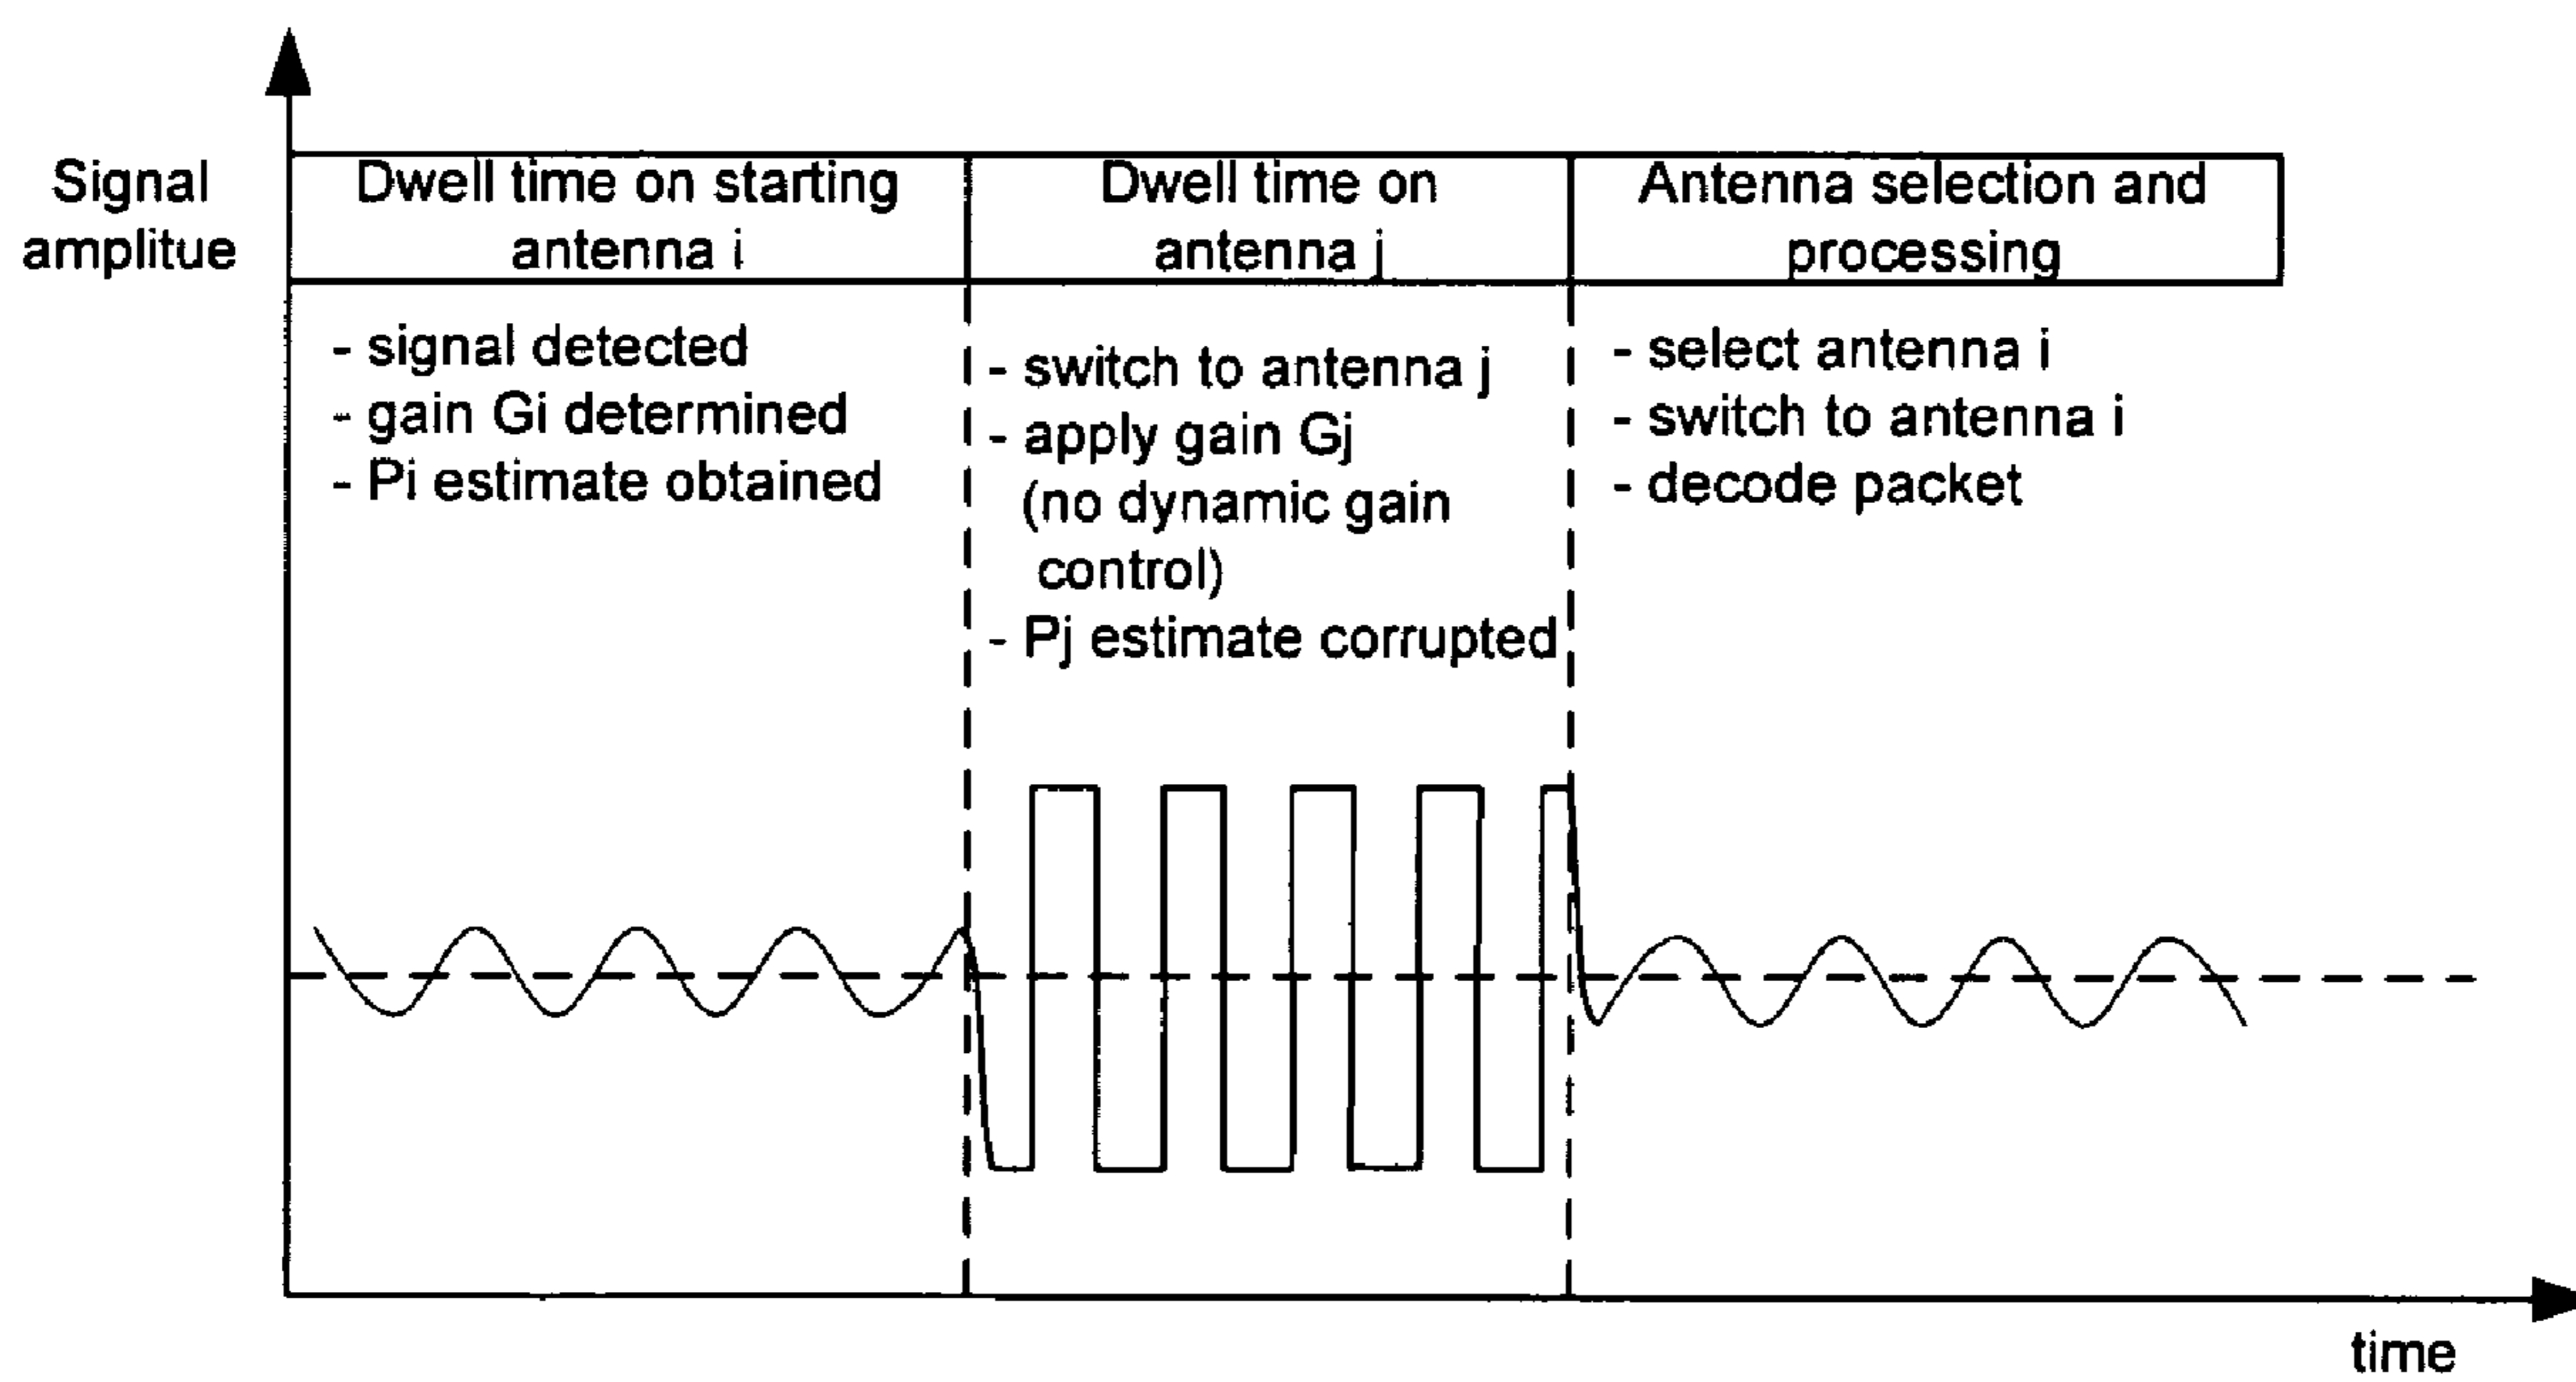 Signal
amplitue
Dwell time on starting
antenna i
Dwell time on
antenna j
Antenna selection and
processing
- signal detected
- gain Gi determined
- Pi estimate obtained
- switch to antenna j
- apply gain Gj
(no dynamic gain
control)
- Pj estimate corrupted
- select antenna i
- switch to antenna i
- decode packet
time